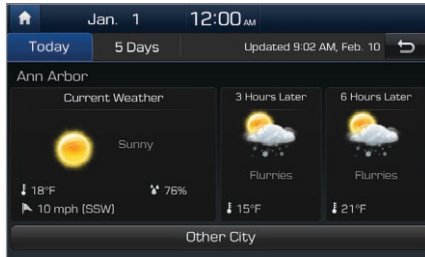 Jan. 1 12:00 AM
Today 5 Days Updated 9:02 AM, Feb. 10
Ann Arbor
Current Weather 3 Hours Later 6 Hours Later
Sunny
Flurries Flurries
18°F 76%
10 mph (SSW) 15°F 21°F
Other City